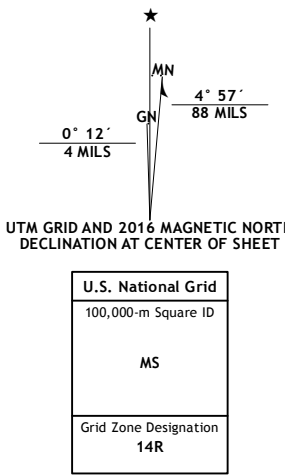 MN
GN
4° 57´
88 MILS
0° 12´
4 MILS
UTM GRID AND 2016 MAGNETIC NORTH
DECLINATION AT CENTER OF SHEET
U.S. National Grid
100,000-m Square ID
MS
Grid Zone Designation
14R